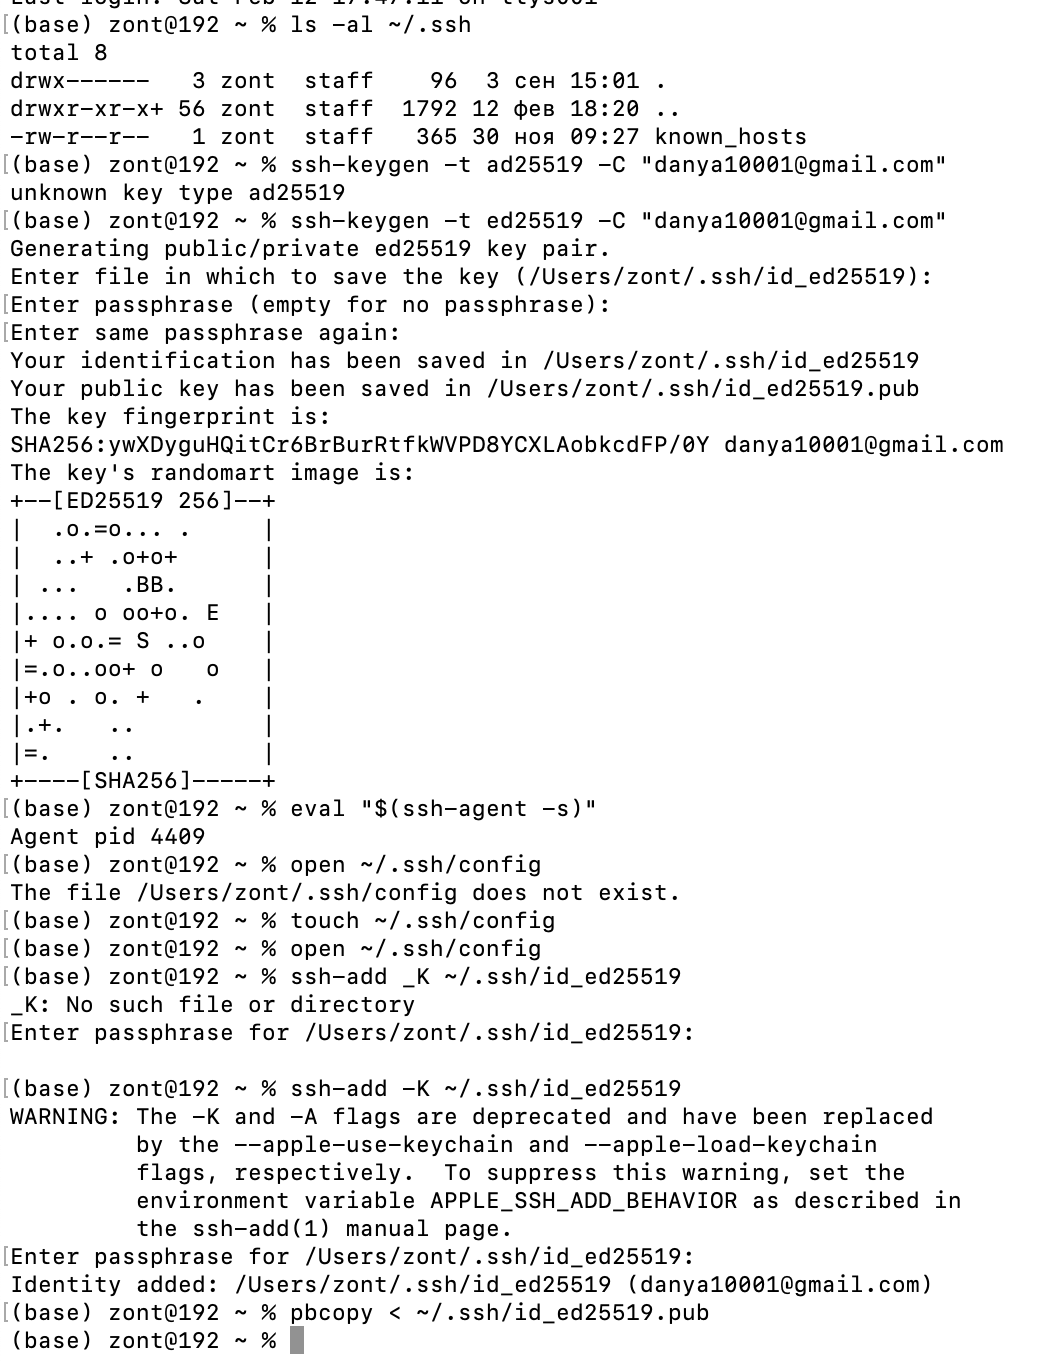 Last login: Sat Feb 12 17:47:11 on ttys001
(base) zont@192 ~ % ls -al ~/.ssh
total 8
drwx------   3 zont  staff    96  3 сен 15:01 .
drwxr-xr-x+ 56 zont  staff  1792 12 фев 18:20 ..
-rw-r--r--   1 zont  staff   365 30 ноя 09:27 known_hosts
(base) zont@192 ~ % ssh-keygen -t ad25519 -C "danya10001@gmail.com"
unknown key type ad25519
(base) zont@192 ~ % ssh-keygen -t ed25519 -C "danya10001@gmail.com"
Generating public/private ed25519 key pair.
Enter file in which to save the key (/Users/zont/.ssh/id_ed25519):
Enter passphrase (empty for no passphrase):
Enter same passphrase again:
Your identification has been saved in /Users/zont/.ssh/id_ed25519
Your public key has been saved in /Users/zont/.ssh/id_ed25519.pub
The key fingerprint is:
SHA256:ywXDyguHQitCr6BrBurRtfkWVPD8YCXLAobkcdFP/0Y danya10001@gmail.com
The key's randomart image is:
+--[ED25519 256]--+
|  .o.=o... .     |
|  ..+ .o+o+      |
| ...   .BB.      |
|.... o oo+o. E   |
|+ o.o.= S ..o    |
|=.o..oo+ o   o   |
|+o . o. +   .    |
|.+.   ..         |
|=.    ..         |
+----[SHA256]-----+
(base) zont@192 ~ % eval "$(ssh-agent -s)"
Agent pid 4409
(base) zont@192 ~ % open ~/.ssh/config
The file /Users/zont/.ssh/config does not exist.
(base) zont@192 ~ % touch ~/.ssh/config
(base) zont@192 ~ % open ~/.ssh/config
(base) zont@192 ~ % ssh-add _K ~/.ssh/id_ed25519
_K: No such file or directory
Enter passphrase for /Users/zont/.ssh/id_ed25519:
(base) zont@192 ~ % ssh-add -K ~/.ssh/id_ed25519
WARNING: The -K and -A flags are deprecated and have been replaced
         by the --apple-use-keychain and --apple-load-keychain
         flags, respectively.  To suppress this warning, set the
         environment variable APPLE_SSH_ADD_BEHAVIOR as described in
         the ssh-add(1) manual page.
Enter passphrase for /Users/zont/.ssh/id_ed25519:
Identity added: /Users/zont/.ssh/id_ed25519 (danya10001@gmail.com)
(base) zont@192 ~ % pbcopy < ~/.ssh/id_ed25519.pub
(base) zont@192 ~ %